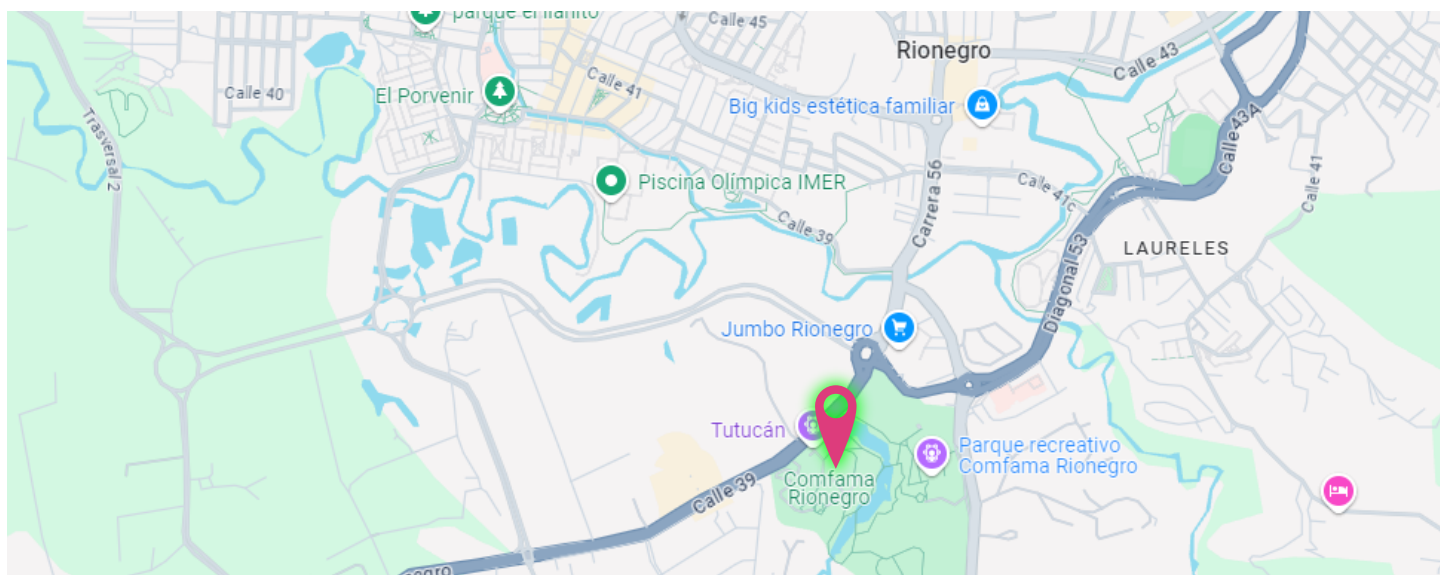 parque el llanito
Calle 45
Rionegro
Calle 43
Calle 41
El Porvenir
Calle 40
Big kids estética familiar
Trasversal 2
Calle 43A
Piscina Olímpica IMER
Carrera 56
Calle 41c
Calle 41
Calle 39
LAURELES
Diagonal 53
Jumbo Rionegro
Tutucán
Parque recreativo
Comfama Rionegro
Comfama
Rionegro
Calle 39